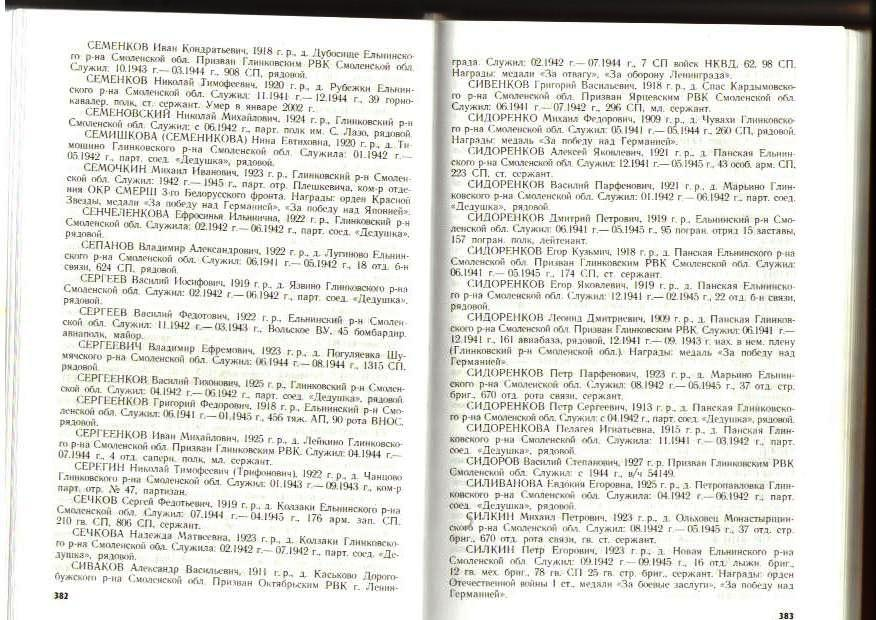 СЕМЕНКОВ Иван Кондратьевич, 1918 г. р., д. Дубосище Ельнинско-
го р-на Смоленской обл. Призван Глинковским РВК Смоленской обл.
Служил: 10.1943 г.— 03.1944 г., 908 СП, рядовой.
СЕМЕНКОВ Николай Тимофеевич, 1920 г. р., д. Рубежки Ельнин-
ского р-на Смоленской обл. Служил: 11.1941 г.— 12.1944 г., 39 горно-
кавалер. полк, ст. сержант. Умер в январе 2002 г.
СЕМЕНОВСКИЙ Николай Михайлович, 1924 г. р., Глинковский р-н
Смоленской обл. Служил: с 06.1942 г., парт. полк им. С. Лазо, рядовой.
СЕМИШКОВА (СЕМЕНИКОВА) Нина Евтиховна, 1920 г. р., д. Ти-
мошино Глинковского р-на Смоленской обл. Служила: 01.1942 г.—
05.1942 г., парт. соед. «Дедушка», рядовой.
СЕМОЧКИН Михаил Иванович, 1923 г. р., Глинковский р-н Смолен-
ской обл. Служил: 1942 г.— 1945 г., парт. отр. Плешкевича, ком-р отде-
ния ОКР СМЕРШ 3-го Белорусского фронта. Награды: орден Красной
Звезды, медали «За победу над Германией», «За победу над Японией».
СЕНЧЕЛЕНКОВА Ефросинья Ильинична, 1922 г. р., Глинковский р-н
Смоленской обл. Служила: 02.1942 г.— 06.1942 г., парт. соед. «Дедушка»,
рядовой.
СЕПАНОВ Владимир Александрович, 1922 г. р., д. Лугиново Ельнин-
ского р-на Смоленской обл. Служил: 06.1941 г.— 05.1942 г., 18 отд. б-н
связи, 624 СП, рядовой.
СЕРГЕЕВ Василий Иосифович, 1919 г. р., д. Язвино Глинковского р-на
Смоленской обл. Служил: 02.1942 г.— 06.1942 г., парт. соед. «Дедушка»,
рядовой.
СЕРГЕЕВ Василий Федотович, 1922 г. р., Ельнинский р-н Смолен-
ской обл. Служил: 11.1942 г.— 03.1943 г., Вольское ВУ, 45 бомбардир.
авиаполк, майор.
СЕРГЕЕВИЧ Владимир Ефремович, 1923 г. р., д. Погуляевка Шу-
мячского р-на Смоленской обл. Служил: 06.1944 г.— 08.1944 г., 1315 СП,
рядовой.
СЕРГЕЕНКОВ Василий Тихонович, 1925 г. р., Глинковский р-н Смолен-
ской обл. Служил: 04.1942 г.— 06.1942 г., парт. соед. «Дедушка», рядовой.
СЕРГЕЕНКОВ Григорий Федорович, 1918 г. р., Ельнинский р-н Смо-
ленской обл. Служил: 06.1941 г.— 01.1945 г., 456 тяж. АП, 90 рота ВНОС,
рядовой.
СЕРГЕЕНКОВ Иван Михайлович, 1925 г. р., д. Лейкино Глинковско-
го р-на Смоленской обл. Призван Глинковским РВК. Служил: 04.1944 г.—
07.1944 г., 4 отд. саперн. полк, мл. сержант.
СЕРЕГИН Николай Тимофеевич (Трифонович), 1922 г. р., д. Чанцово
Глинковского р-на Смоленской обл. Служил: 01.1943 г.— 09.1943 г., ком-р
парт. отр. № 47, партизан.
СЕЧКОВ Сергей Федотьевич, 1919 г. р., д. Колзаки Ельнинского р-на
Смоленской обл. Служил: 07.1944 г.— 04.1945 г., 176 арм. зап. СП,
210 гв. СП, 806 СП, сержант.
СЕЧКОВА Надежда Матвеевна, 1923 г. р., д. Колзаки Глинковско-
го р-на Смоленской обл. Служила: 02.1942 г.— 07.1942 г., парт. соед. «Де-
душка», рядовой.
СИВАКОВ Александр Васильевич, 1911 г. р., д. Каськово Дорого-
бужского р-на Смоленской обл. Призван Октябрьским РВК г. Ленин-
382
града. Служил: 02.1942 г.— 07.1944 г., 7 СП войск НКВД, 62, 98 СП.
Награды: медали «За отвагу», «За оборону Ленинграда».
СИВЕНКОВ Григорий Васильевич, 1918 г. р., д. Спас Кардымовско-
го р-на Смоленской обл. Призван Ярцевским РВК Смоленской обл.
Служил: 06.1941 г.— 07.1942 г., 296 СП, мл. сержант.
СИДОРЕНКО Михаил Федорович, 1909 г. р., д. Чувахи Глинковско-
го р-на Смоленской обл. Служил: 05.1941 г.— 05.1944 г., 260 СП, рядовой.
Награды: медаль «За победу над Германией».
СИДОРЕНКОВ Алексей Яковлевич, 1921 г. р., д. Панская Ельнин-
ского р-на Смоленской обл. Служил: 12.1941 г.— 05.1945 г., 43 особ. арм. СП,
223 СП, ст. сержант.
СИДОРЕНКОВ Василий Парфенович, 1921 г. р., д. Марьино Глин-
ковского р-на Смоленской обл. Служил: 01.1942 г.— 06.1942 г., парт. соед.
«Дедушка», рядовой.
СИДОРЕНКОВ Дмитрий Петрович, 1919 г. р., Ельнинский р-н Смо-
ленской обл. Служил: 06.1941 г.— 05.1945 г., 95 погран. отряд 15 заставы,
157 погран. полк, лейтенант.
СИДОРЕНКОВ Егор Кузьмич, 1918 г. р., д. Панская Ельнинского р-на
Смоленской обл. Призван Глинковским РВК Смоленской обл. Служил:
06.1941 г.— 05.1945 г., 174 СП, ст. сержант.
СИДОРЕНКОВ Егор Яковлевич, 1919 г. р., д. Панская Ельнинско-
го р-на Смоленской обл. Служил: 12.1941 г.— 02.1945 г., 22 отд. б-н связи,
рядовой.
СИДОРЕНКОВ Леонид Дмитриевич, 1909 г. р., д. Панская Глинков-
ского р-на Смоленской обл. Призван Глинковским РВК. Служил: 06.1941 г.—
12.1941 г., 161 авиабаза, рядовой, 12.1941 г.— 09. 43 г. нах. в нем. плену
(Глинковский р-н Смоленской обл.). Награды: медаль «За победу над
Германией».
СИДОРЕНКОВ Петр Парфенович, 1923 г. р., д. Марьино Ельнин-
ского р-на Смоленской обл. Служил: 08.1942 г.— 05.1945 г., 37 отд. стр.
бриг., 670 отд. рота связи, сержант.
СИДОРЕНКОВ Петр Сергеевич, 1913 г. р., д. Панская Глинковско-
го р-на Смоленской обл. Служил: с 04.1942 г., парт. соед. «Дедушка», рядовой.
СИДОРЕНКОВА Пелагея Игнатьевна, 1915 г. р., д. Панская Глин-
ковского р-на Смоленской обл. Служила: 11.1941 г.— 03.1942 г., парт.
соед. «Дедушка», рядовой.
СИДОРОВ Василий Степанович, 1927 г. р. Призван Глинковским РВК
Смоленской обл. Служил: с 1944 г., в/ч 54149.
СИЛИВАНОВА Евдокия Егоровна, 1925 г. р., д. Петропавловка Глин-
ковского р-на Смоленской обл. Служила: 04.1942 г.— 06.1942 г., парт.
соед. «Дедушка», рядовой.
СИЛКИН Михаил Петрович, 1923 г. р., д. Ольховец Монастырщин-
ского р-на Смоленской обл. Служил: 08.1942 г.— 05.1945 г., 37 отд. стр.
бриг., 670 отд. рота связи, гв. ст. сержант.
СИЛКИН Петр Егорович, 1923 г. р., д. Новая Ельнинского р-на
Смоленской обл. Служил: 09.1942 г.— 09.1945 г., 16 отд. лыжн. бриг.,
12 гв. мех. бриг., 78 гв. СП 25 гв. стр. бриг., сержант. Награды: орден
Отечественной войны I ст., медали «За боевые заслуги», «За победу над
Германией».
383